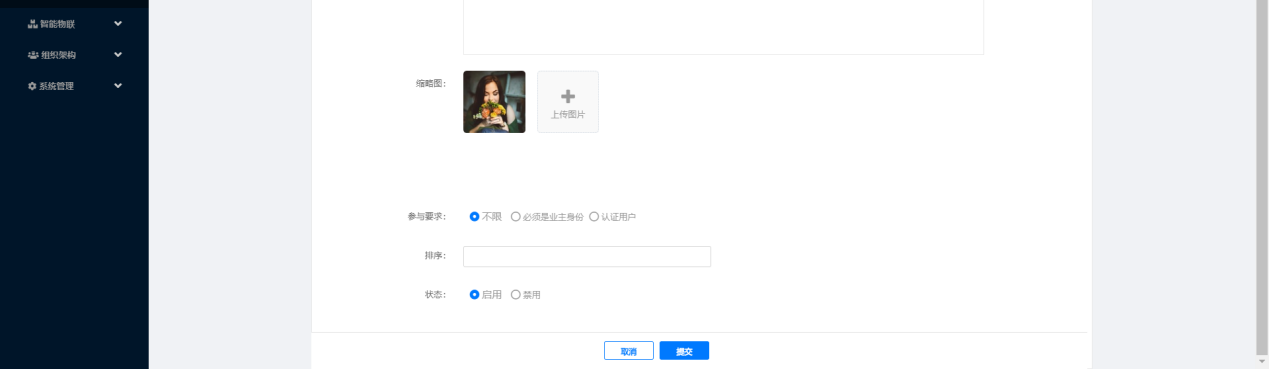 智能物联
组织架构
系统管理
缩略图：
上传图片
参与要求： 不限 必须是业主身份 认证用户
排序：
状态： 启用 禁用
取消 提交